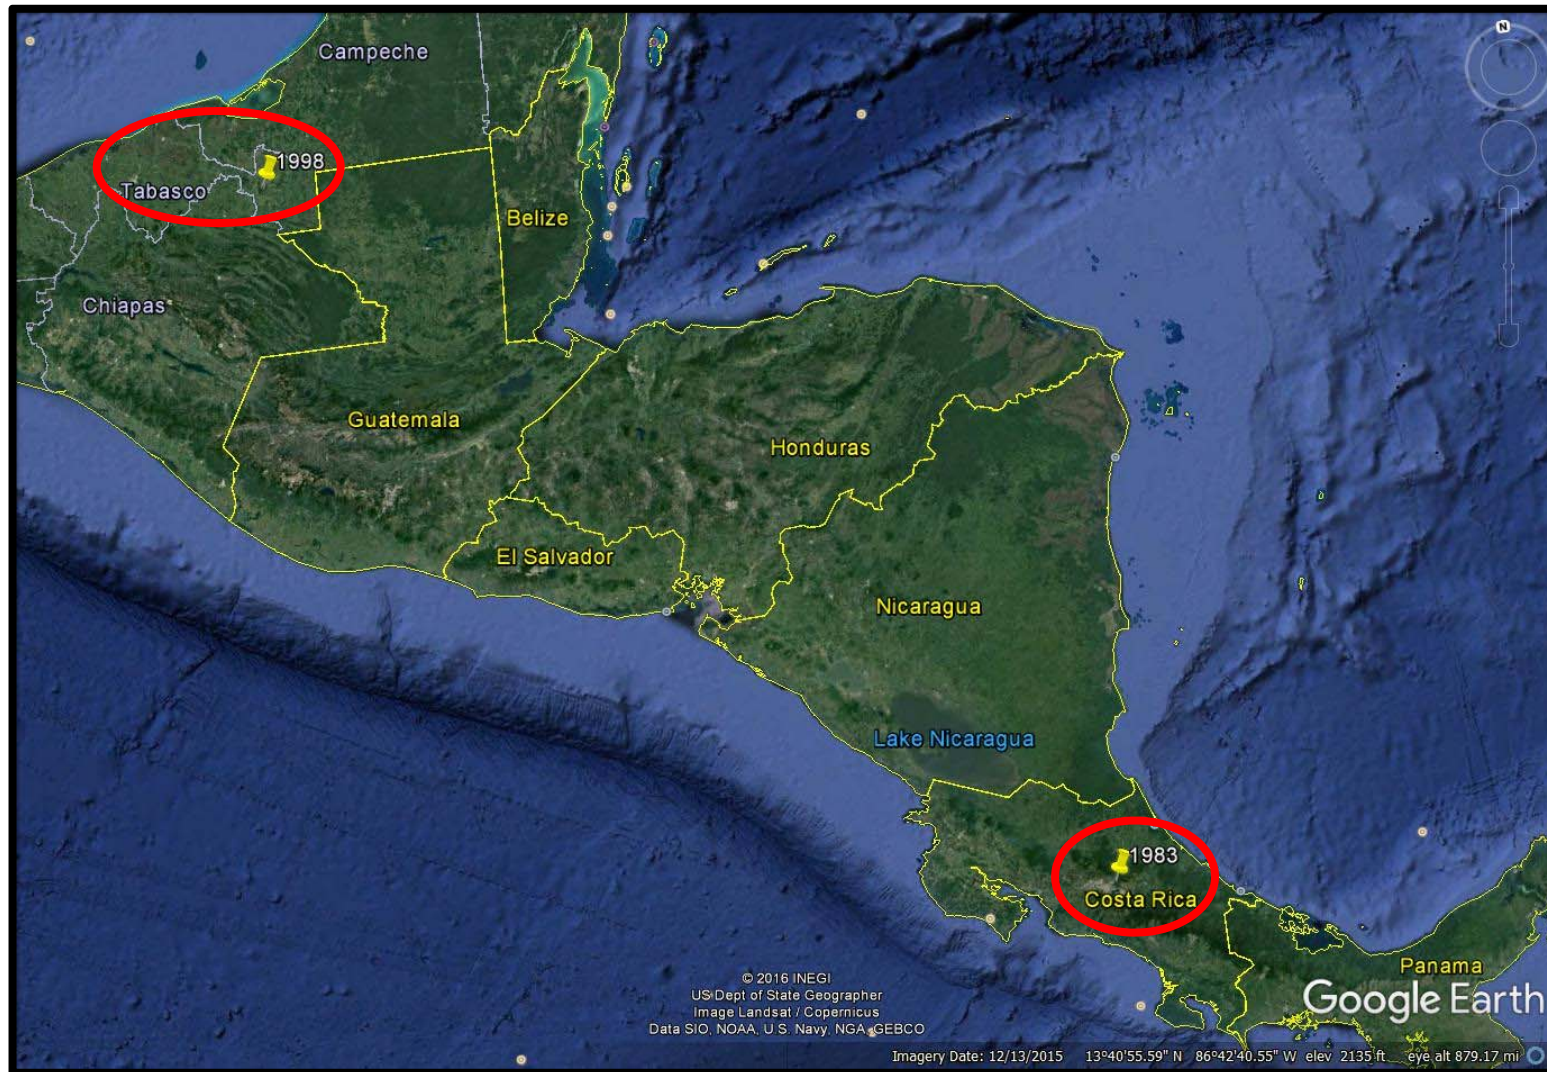 N
Campeche
1998
Tabasco
Belize
Chiapas
Guatemala
Honduras
El Salvador
Nicaragua
Lake Nicaragua
1983
Costa Rica
Panama
© 2016 INEGI
US Dept of State Geographer
Image Landsat / Copernicus
Data SIO, NOAA, U.S. Navy, NGA, GEBCO
Google Earth
Imagery Date: 12/13/2015 13°40'55.59" N 86°42'40.55" W elev 2135 ft eye alt 879.17 mi